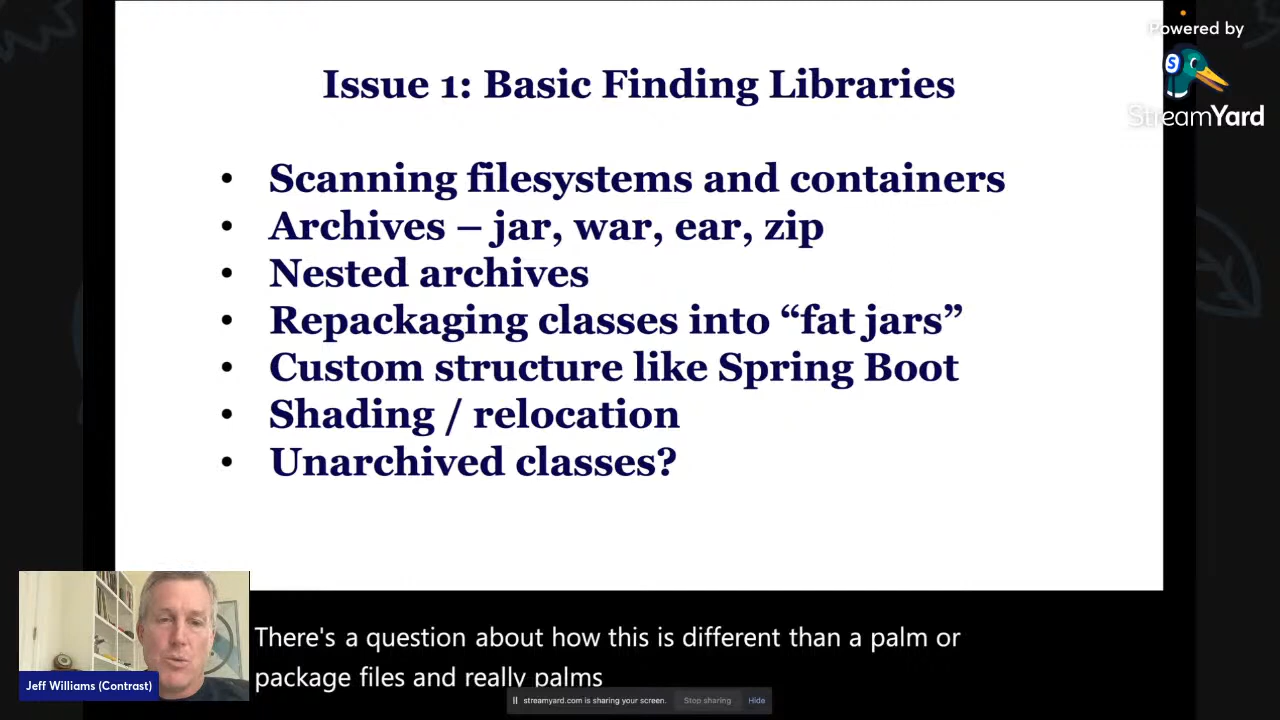 Powered by
StreamYard
Issue 1: Basic Finding Libraries
• Scanning filesystems and containers
• Archives – jar, war, ear, zip
• Nested archives
• Repackaging classes into “fat jars”
• Custom structure like Spring Boot
• Shading / relocation
• Unarchived classes?
There's a question about how this is different than a palm or
package files and really palms
Jeff Williams (Contrast)
streamyard.com is sharing your screen. Stop sharing Hide